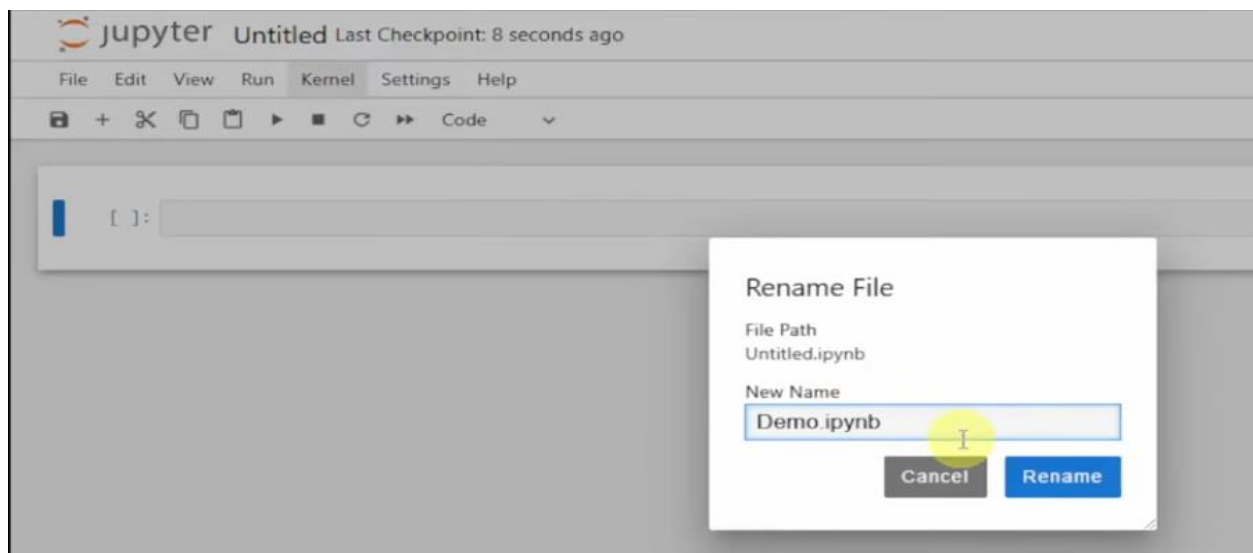 jupyter Untitled Last Checkpoint: 8 seconds ago
File Edit View Run Kernel Settings Help
Code
[ ]:
Rename File
File Path
Untitled.ipynb
New Name
Demo.ipynb
Cancel Rename